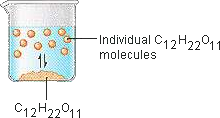 Individual C₁₂H₂₂O₁₁
molecules
C₁₂H₂₂O₁₁